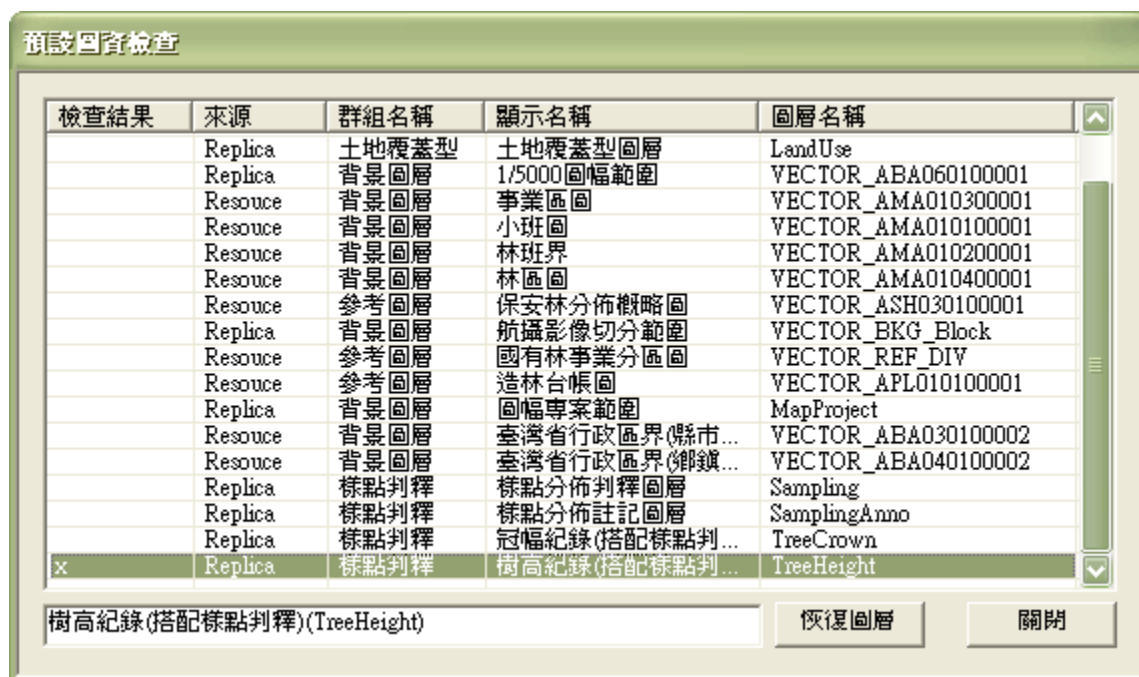 預設圖資檢查
檢查結果 來源 群組名稱 顯示名稱 圖層名稱
Replica 土地覆蓋型 土地覆蓋型圖層 LandUse
Replica 背景圖層 1/5000圖幅範圍 VECTOR_ABA060100001
Resouce 背景圖層 事業區圖 VECTOR_AMA010300001
Resouce 背景圖層 小班圖 VECTOR_AMA010100001
Resouce 背景圖層 林班界 VECTOR_AMA010200001
Resouce 背景圖層 林區圖 VECTOR_AMA010400001
Resouce 參考圖層 保安林分佈概略圖 VECTOR_ASH030100001
Replica 背景圖層 航攝影像切分範圍 VECTOR_BKG_Block
Resouce 參考圖層 國有林事業分區圖 VECTOR_REF_DIV
Resouce 參考圖層 造林台帳圖 VECTOR_APL010100001
Replica 背景圖層 圖幅專案範圍 MapProject
Resouce 背景圖層 臺灣省行政區界(縣市... VECTOR_ABA030100002
Resouce 背景圖層 臺灣省行政區界(鄉鎮... VECTOR_ABA040100002
Replica 樣點判釋 樣點分佈判釋圖層 Sampling
Replica 樣點判釋 樣點分佈註記圖層 SamplingAnno
Replica 樣點判釋 冠幅紀錄(搭配樣點判... TreeCrown
x Replica 樣點判釋 樹高紀錄(搭配樣點判... TreeHeight
樹高紀錄(搭配樣點判釋)(TreeHeight) 恢復圖層 關閉